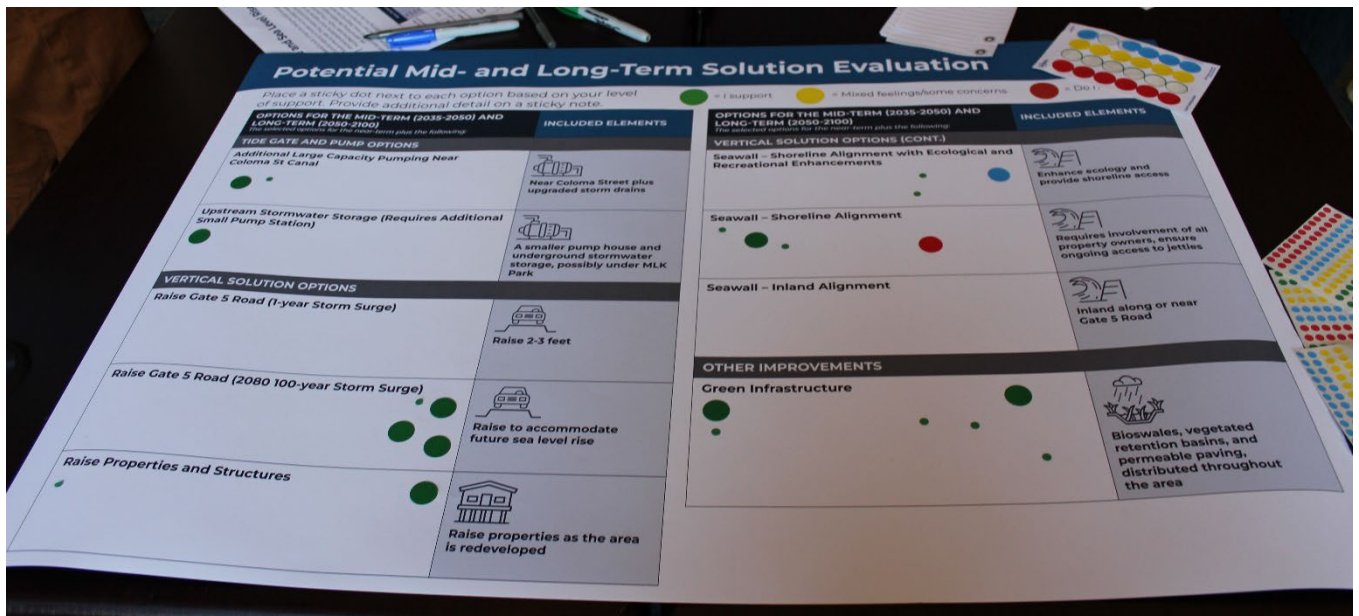 and Sea Level
Potential Mid- and Long-Term Solution Evaluation
Place a sticky dot next to each option based on your level
of support. Provide additional detail on a sticky note.
= I support
= Mixed feelings/some concerns
= Do
OPTIONS FOR THE MID-TERM (2035-2050) AND
LONG-TERM (2050-2100)
The selected options for the near-term plus the following:
INCLUDED ELEMENTS
TIDE GATE AND PUMP OPTIONS
Additional Large Capacity Pumping Near
Coloma St Canal
Near Coloma Street plus
upgraded storm drains
Upstream Stormwater Storage (Requires Additional
Small Pump Station)
A smaller pump house and
underground stormwater
storage, possibly under MLK
Park
VERTICAL SOLUTION OPTIONS
Raise Gate 5 Road (1-year Storm Surge)
Raise 2-3 feet
Raise Gate 5 Road (2080 100-year Storm Surge)
Raise to accommodate
future sea level rise
Raise Properties and Structures
Raise properties as the area
is redeveloped
OPTIONS FOR THE MID-TERM (2035-2050) AND
LONG-TERM (2050-2100)
The selected options for the near-term plus the following:
INCLUDED ELEMENTS
VERTICAL SOLUTION OPTIONS (CONT.)
Seawall – Shoreline Alignment with Ecological and
Recreational Enhancements
Enhance ecology and
provide shoreline access
Seawall – Shoreline Alignment
Requires involvement of all
property owners, ensure
ongoing access to jetties
Seawall – Inland Alignment
Inland along or near
Gate 5 Road
OTHER IMPROVEMENTS
Green Infrastructure
Bioswales, vegetated
retention basins, and
permeable paving,
distributed throughout
the area